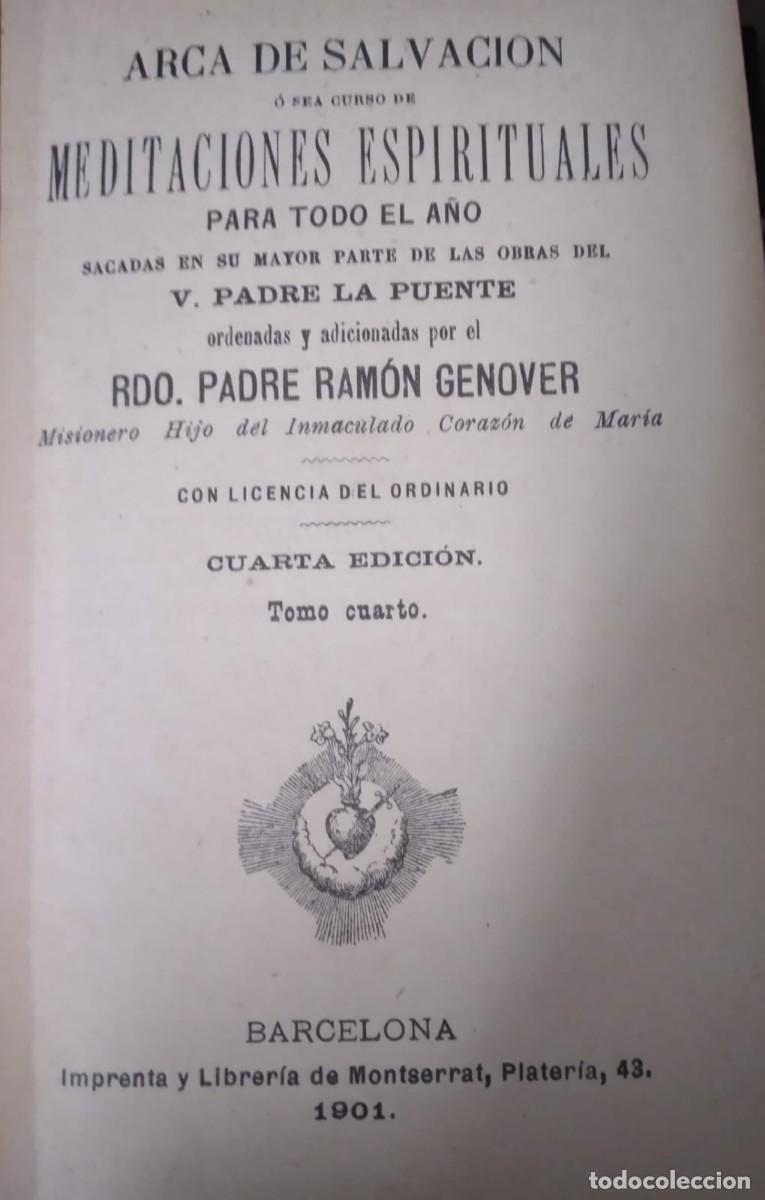 ARCA DE SALVACION
Ó SEA CURSO DE
MEDITACIONES ESPIRITUALES
PARA TODO EL AÑO
SACADAS EN SU MAYOR PARTE DE LAS OBRAS DEL
V. PADRE LA PUENTE
ordenadas y adicionadas por el
RDO. PADRE RAMÓN GENOVER
Misionero Hijo del Inmaculado Corazón de María
CON LICENCIA DEL ORDINARIO
CUARTA EDICIÓN.
Tomo cuarto.
BARCELONA
Imprenta y Librería de Montserrat, Platería, 43.
1901.
todocoleccion